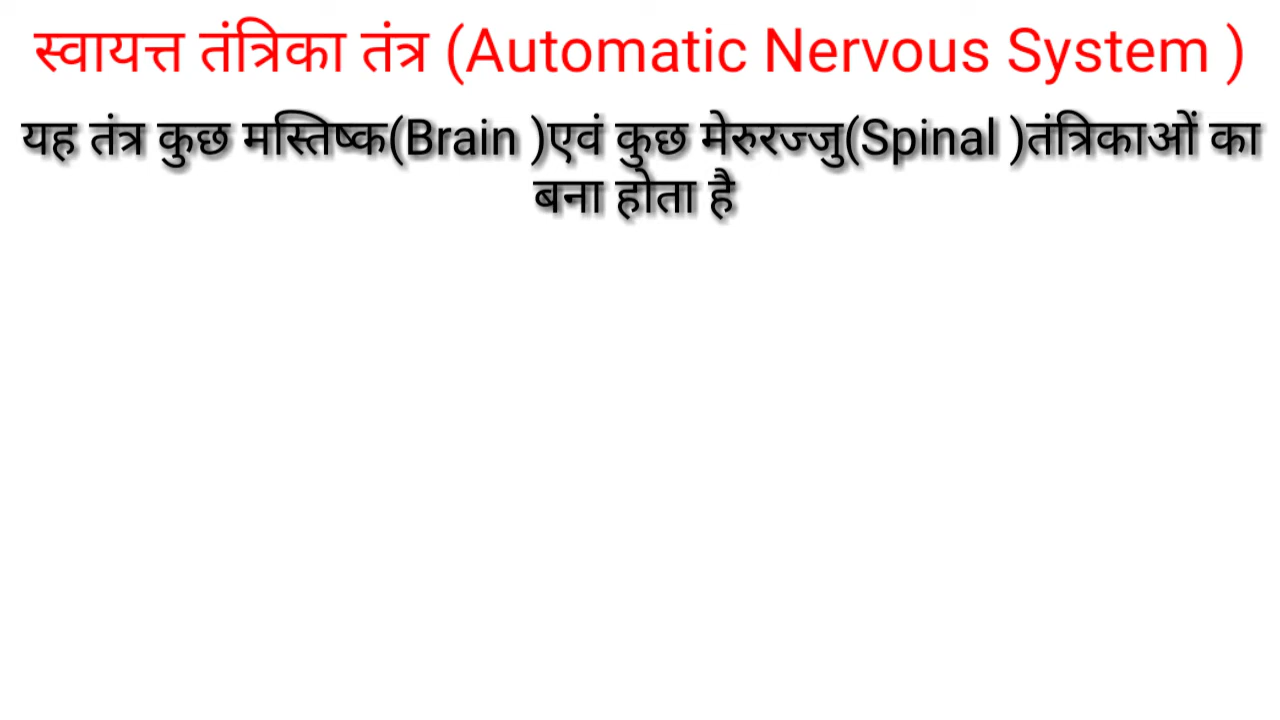 स्वायत्त तंत्रिका तंत्र (Automatic Nervous System )
यह तंत्र कुछ मस्तिष्क(Brain )एवं कुछ मेरुरज्जु(Spinal )तंत्रिकाओं का
बना होता है